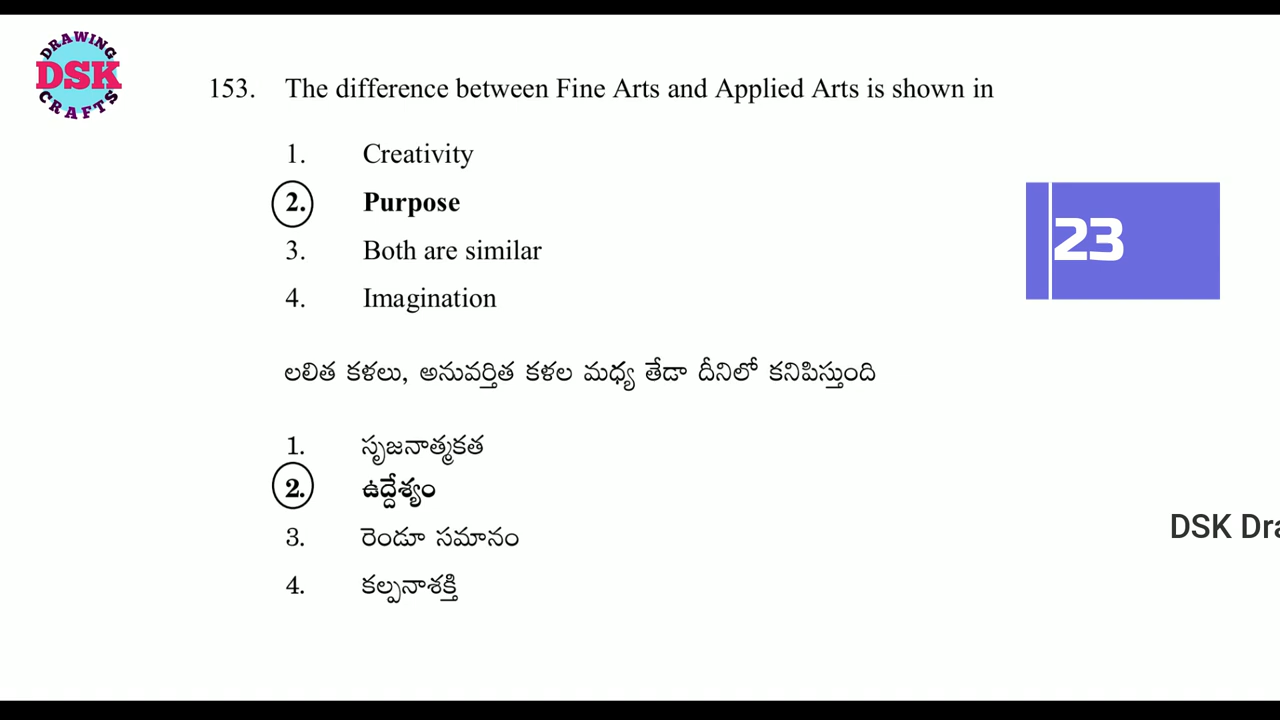 DRAWING
DSK
CRAFTS
153. The difference between Fine Arts and Applied Arts is shown in
1. Creativity
2. Purpose
3. Both are similar
4. Imagination
23
లలిత కళలు, అనువర్తిత కళల మధ్య తేడా దీనిలో కనిపిస్తుంది
1. సృజనాత్మకత
2. ఉద్దేశ్యం
3. రెండూ సమానం
4. కల్పనాశక్తి
DSK Dra